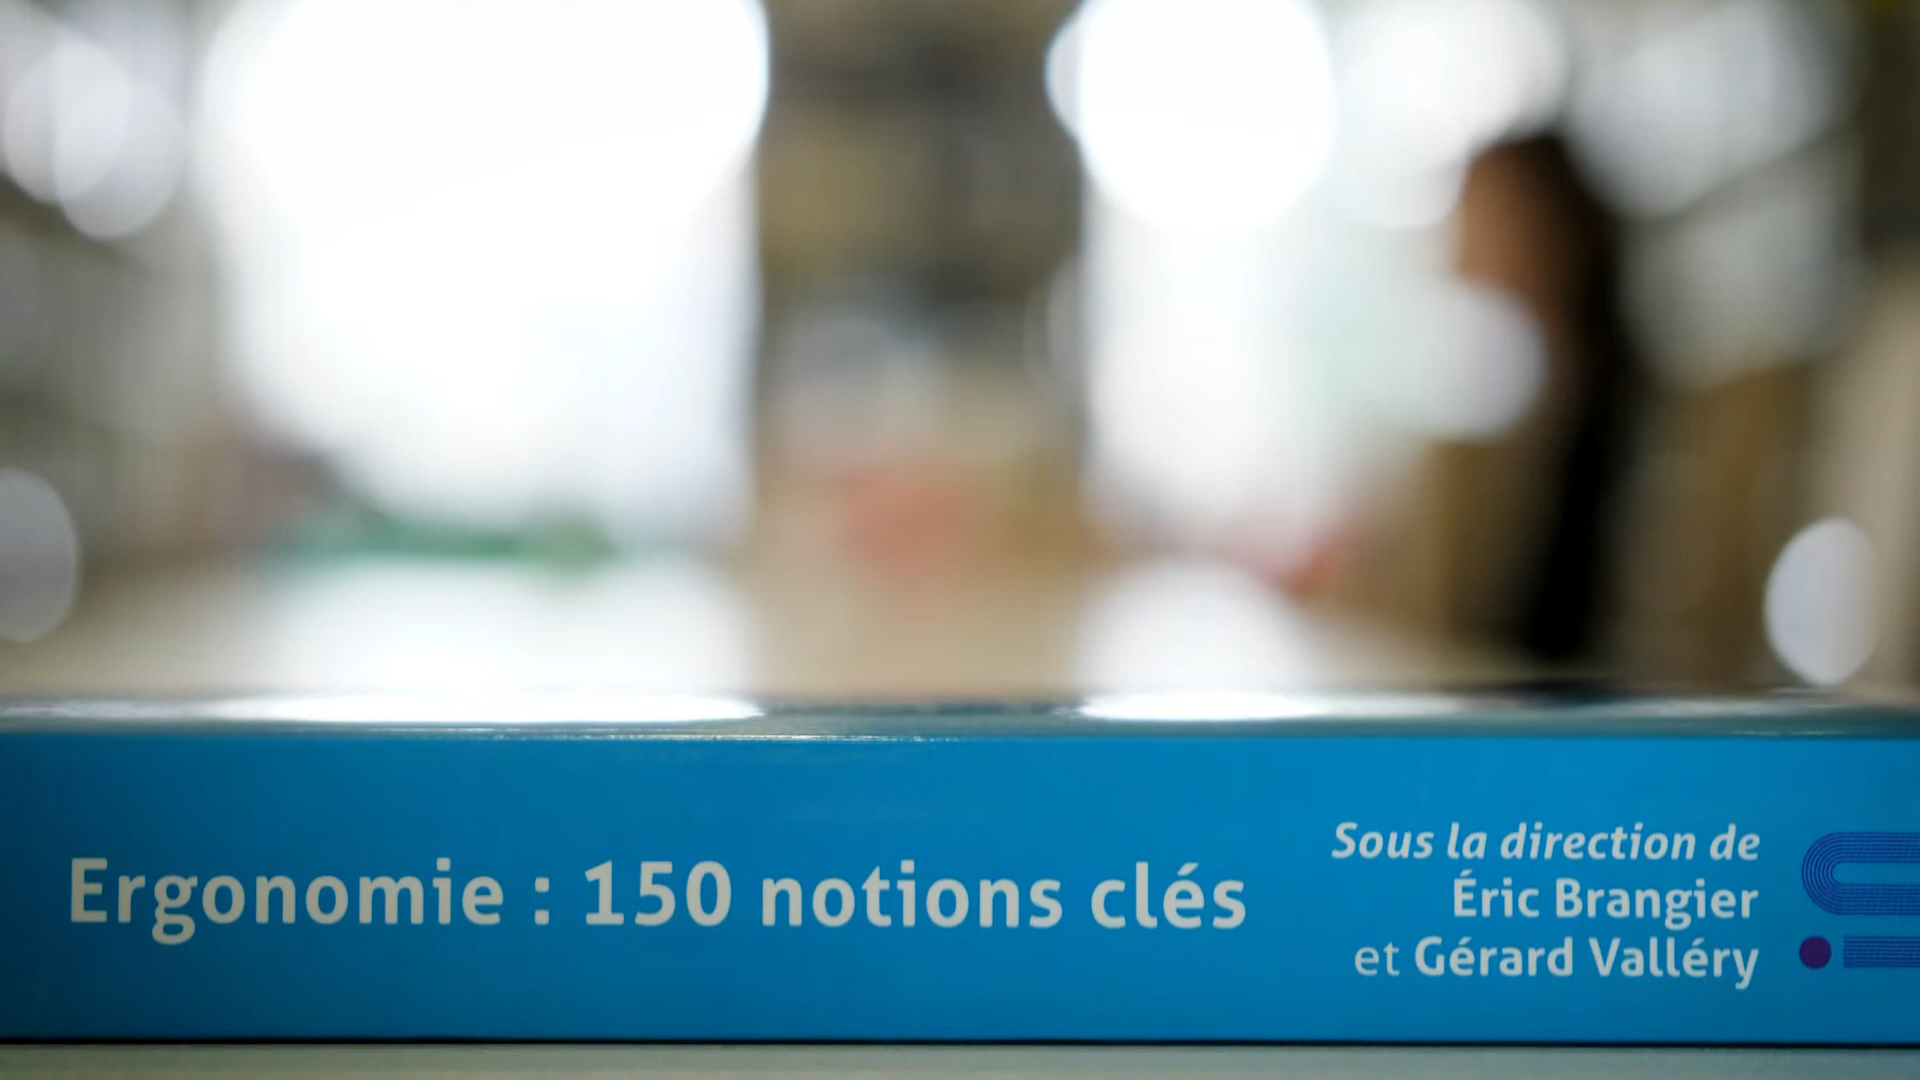 Ergonomie : 150 notions clés
Sous la direction de
Éric Brangier
et Gérard Valléry